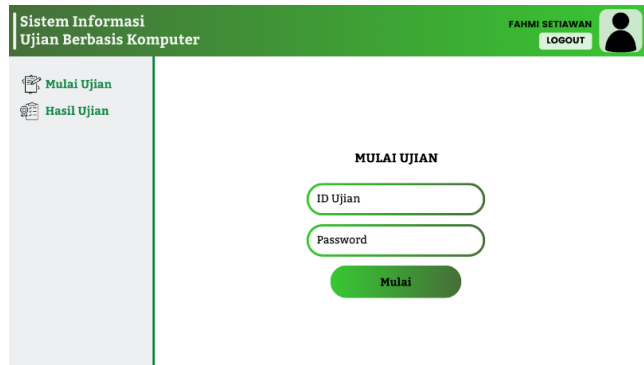 Sistem Informasi
Ujian Berbasis Komputer
FAHMI SETIAWAN
LOGOUT
Mulai Ujian
Hasil Ujian
MULAI UJIAN
ID Ujian
Password
Mulai